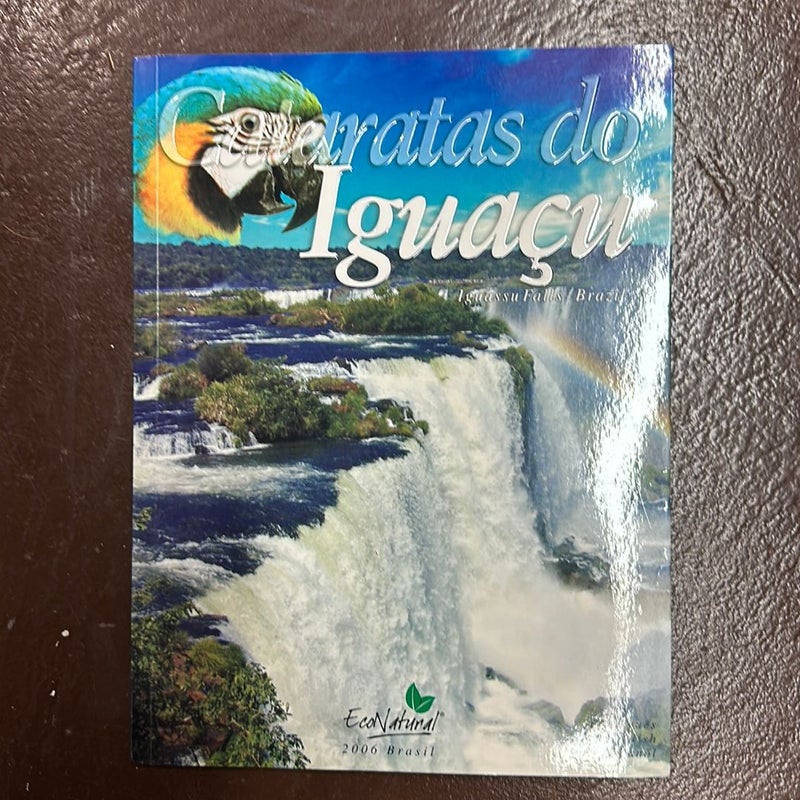 Cataratas do
Iguaçu
Iguassu Falls / Brazil
EcoNatural®
2006 Brasil